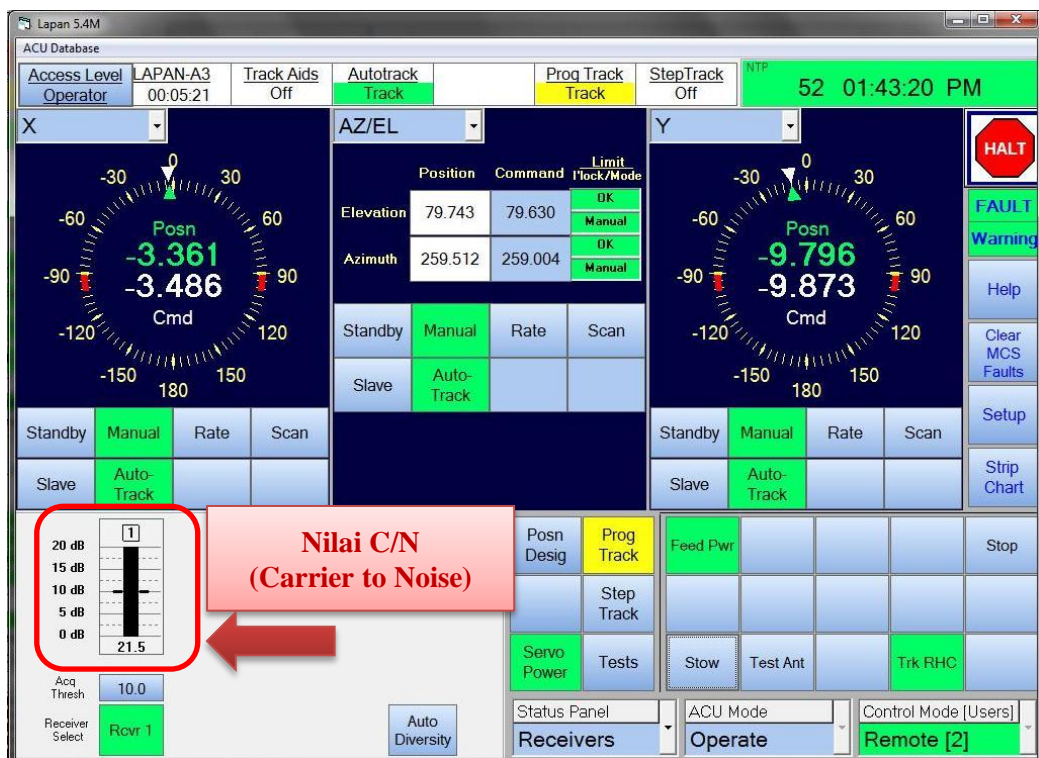 Lapan 5.4M
ACU Database
Access Level
Operator
LAPAN-A3
00:05:21
Track Aids
Off
Autotrack
Track
Prog Track
Track
StepTrack
Off
NTP
52 01:43:20 PM
X
AZ/EL
Y
HALT
0
-30 30
-60 60
-90 90
-120 120
-150 150
180
Posn
-3.361
-3.486
Cmd
Position Command Limit
I'lock/Mode
Elevation 79.743 79.630 OK
Manual
Azimuth 259.512 259.004 OK
Manual
0
-30 30
-60 60
-90 90
-120 120
-150 150
180
Posn
-9.796
-9.873
Cmd
FAULT
Warning
Help
Clear
MCS
Faults
Setup
Strip
Chart
Standby Manual Rate Scan
Slave Auto-
Track
Standby Manual Rate Scan
Slave Auto-
Track
Standby Manual Rate Scan
Slave Auto-
Track
1
20 dB
15 dB
10 dB
5 dB
0 dB
21.5
Nilai C/N
(Carrier to Noise)
Acq
Thresh
10.0
Receiver
Select
Rcvr 1
Auto
Diversity
Posn
Desig
Prog
Track
Step
Track
Servo
Power
Tests
Feed Pwr
Stop
Stow
Test Ant
Trk RHC
Status Panel
Receivers
ACU Mode
Operate
Control Mode [Users]
Remote [2]